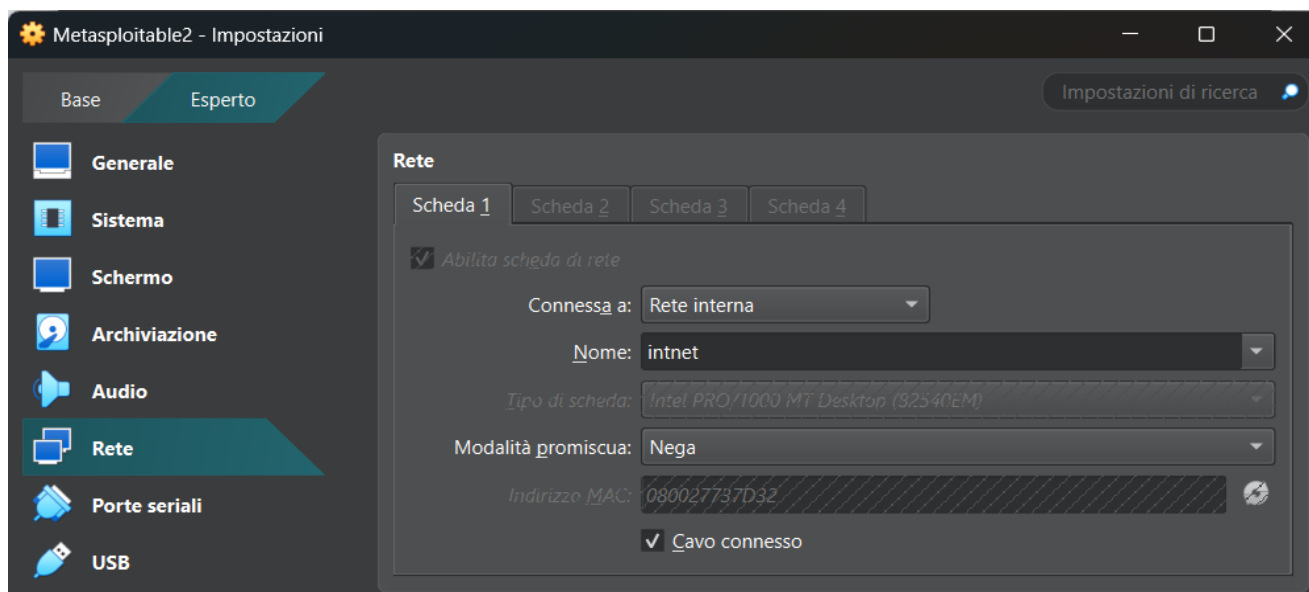 Metasploitable2 - Impostazioni
Base
Esperto
Impostazioni di ricerca
Generale
Sistema
Schermo
Archiviazione
Audio
Rete
Porte seriali
USB
Rete
Scheda 1
Scheda 2
Scheda 3
Scheda 4
Abilita scheda di rete
Connessa a: Rete interna
Nome: intnet
Tipo di scheda: Intel PRO/1000 MT Desktop (82540EM)
Modalità promiscua: Nega
Indirizzo MAC: 080027737D32
Cavo connesso